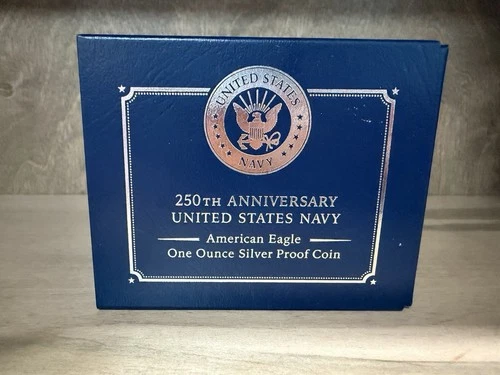 UNITED STATES
NAVY
250TH ANNIVERSARY
UNITED STATES NAVY
American Eagle
One Ounce Silver Proof Coin